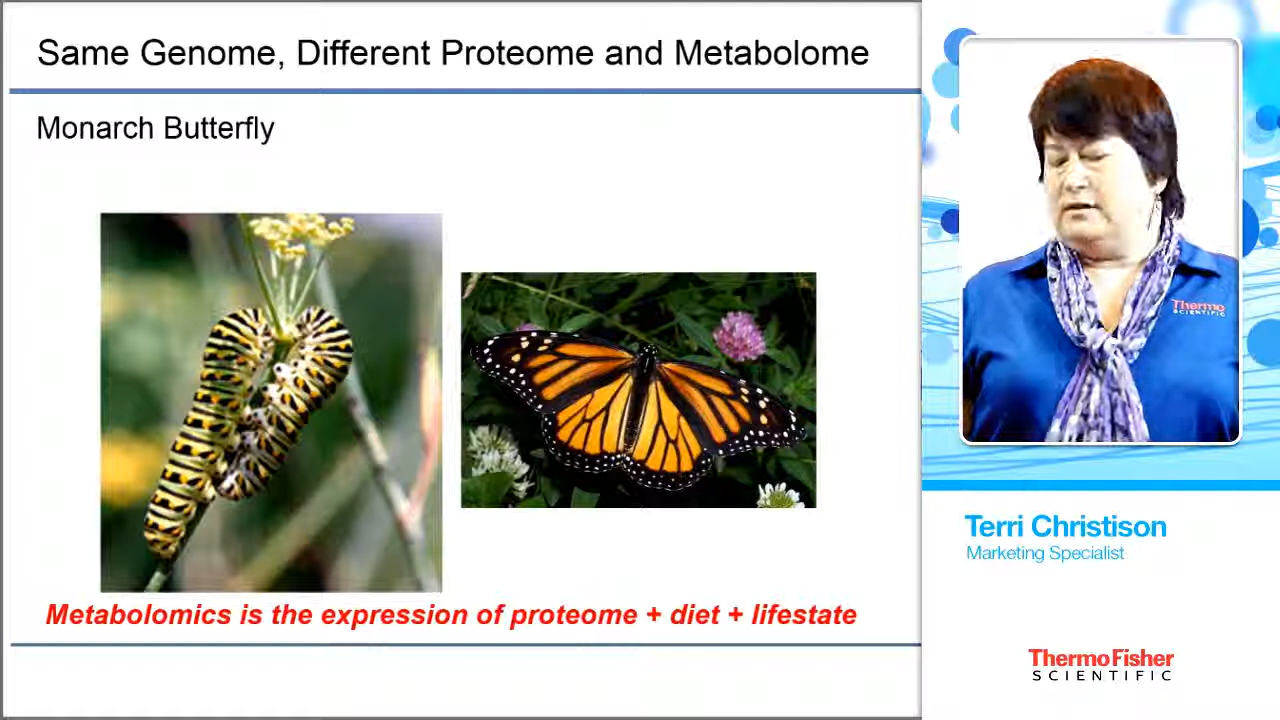 Same Genome, Different Proteome and Metabolome
Monarch Butterfly
Metabolomics is the expression of proteome + diet + lifestate
Thermo
SCIENTIFIC
Terri Christison
Marketing Specialist
ThermoFisher
SCIENTIFIC